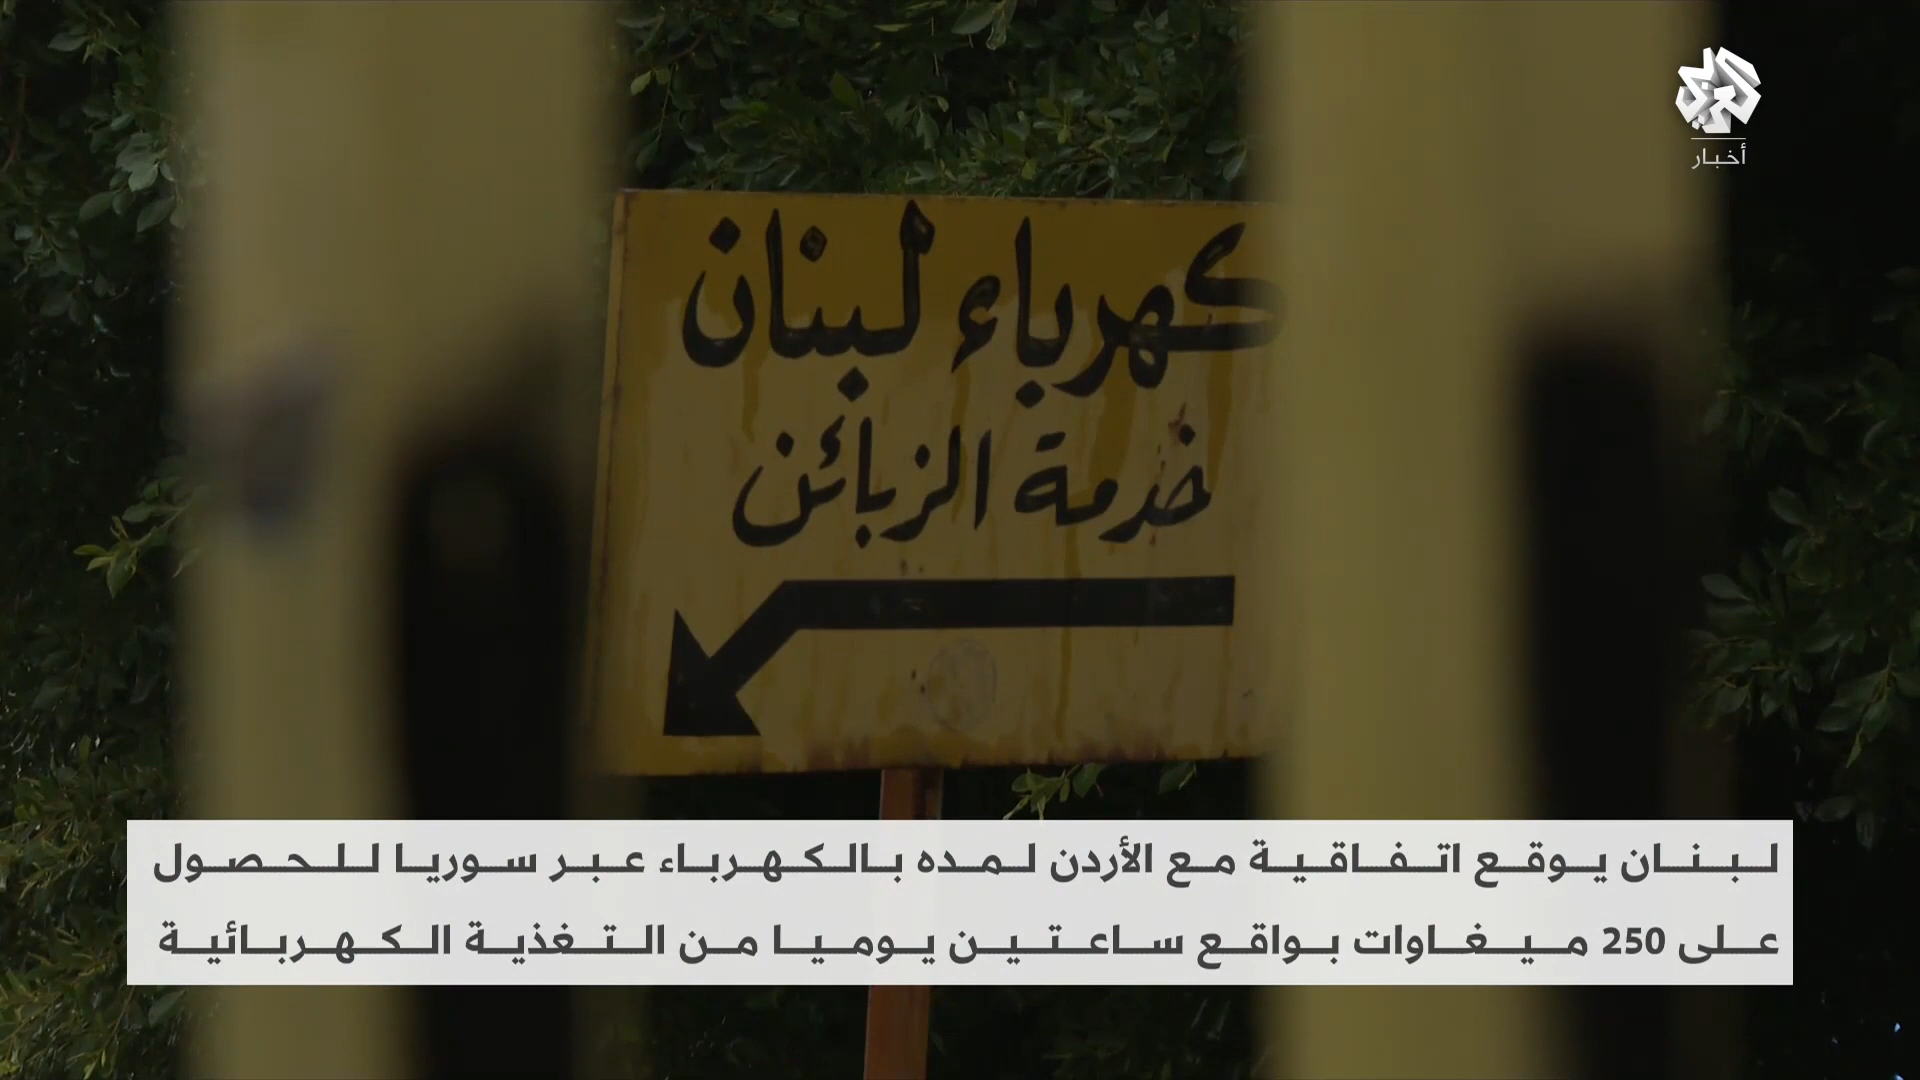 العربي
أخبار
كهرباء لبنان
خدمة الزبائن
لبنان يوقع اتفاقية مع الأردن لمده بالكهرباء عبر سوريا للحصول
على 250 ميغاوات بواقع ساعتين يوميا من التغذية الكهربائية